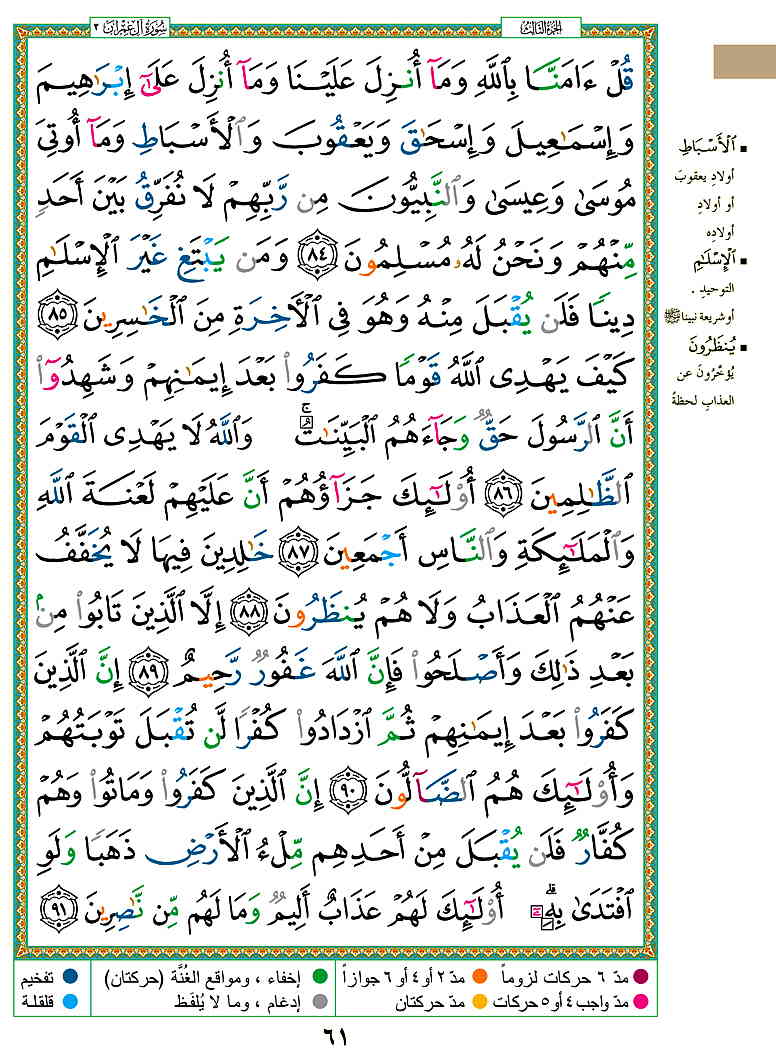 الجزء الثالث
سورة آل عمران ٣
قُلْ ءَامَنَّا بِٱللَّهِ وَمَآ أُنزِلَ عَلَيْنَا وَمَآ أُنزِلَ عَلَىٰٓ إِبْرَٰهِيمَ
وَإِسْمَٰعِيلَ وَإِسْحَٰقَ وَيَعْقُوبَ وَٱلْأَسْبَاطِ وَمَآ أُوتِىَ
مُوسَىٰ وَعِيسَىٰ وَٱلنَّبِيُّونَ مِن رَّبِّهِمْ لَا نُفَرِّقُ بَيْنَ أَحَدٍ
مِّنْهُمْ وَنَحْنُ لَهُۥ مُسْلِمُونَ ٨٤ وَمَن يَبْتَغِ غَيْرَ ٱلْإِسْلَٰمِ
دِينًا فَلَن يُقْبَلَ مِنْهُ وَهُوَ فِى ٱلْأَخِرَةِ مِنَ ٱلْخَٰسِرِينَ ٨٥
كَيْفَ يَهْدِى ٱللَّهُ قَوْمًا كَفَرُوا۟ بَعْدَ إِيمَٰنِهِمْ وَشَهِدُوٓا۟
أَنَّ ٱلرَّسُولَ حَقٌّ وَجَآءَهُمُ ٱلْبَيِّنَٰتُ ۚ وَٱللَّهُ لَا يَهْدِى ٱلْقَوْمَ
ٱلظَّٰلِمِينَ ٨٦ أُو۟لَٰٓئِكَ جَزَآؤُهُمْ أَنَّ عَلَيْهِمْ لَعْنَةَ ٱللَّهِ
وَٱلْمَلَٰٓئِكَةِ وَٱلنَّاسِ أَجْمَعِينَ ٨٧ خَٰلِدِينَ فِيهَا لَا يُخَفَّفُ
عَنْهُمُ ٱلْعَذَابُ وَلَا هُمْ يُنظَرُونَ ٨٨ إِلَّا ٱلَّذِينَ تَابُوا۟ مِنۢ
بَعْدِ ذَٰلِكَ وَأَصْلَحُوا۟ فَإِنَّ ٱللَّهَ غَفُورٌ رَّحِيمٌ ٨٩ إِنَّ ٱلَّذِينَ
كَفَرُوا۟ بَعْدَ إِيمَٰنِهِمْ ثُمَّ ٱزْدَادُوا۟ كُفْرًا لَّن تُقْبَلَ تَوْبَتُهُمْ
وَأُو۟لَٰٓئِكَ هُمُ ٱلضَّآلُّونَ ٩٠ إِنَّ ٱلَّذِينَ كَفَرُوا۟ وَمَاتُوا۟ وَهُمْ
كُفَّارٌ فَلَن يُقْبَلَ مِنْ أَحَدِهِم مِّلْءُ ٱلْأَرْضِ ذَهَبًا وَلَوِ
ٱفْتَدَىٰ بِهِۦٓ ۗ أُو۟لَٰٓئِكَ لَهُمْ عَذَابٌ أَلِيمٌ وَمَا لَهُم مِّن نَّٰصِرِينَ ٩١
ٱلْأَسْبَاطِ
أولادِ يعقوبَ
أو أولادِ
أولادِه
ٱلْإِسْلَٰمِ
التوحيدِ .
أو شريعة نبينا ﷺ
يُنظَرُونَ
يُؤخّرُونَ عن
العذابِ لحظةً
مدّ ٦ حركات لزوماً
مدّ ٢ أو ٤ أو ٦ جوازاً
إخفاء ، ومواقع الغُنَّة (حركتان)
تفخيم
مدّ واجب ٤ أو ٥ حركات
مدّ حركتان
إدغام ، وما لا يُلفَظ
قلقلة
٦١